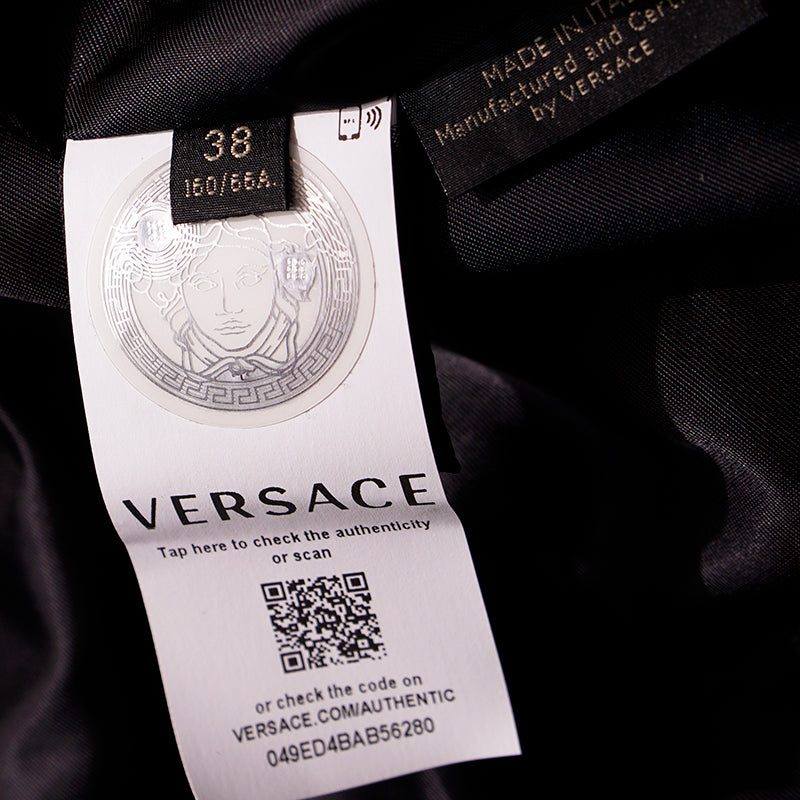 MADE IN ITA
Manufactured and Cert
by VERSACE
38
160/66A.
VERSACE
Tap here to check the authenticity
or scan
or check the code on
VERSACE.COM/AUTHENTIC
049ED4BAB56280